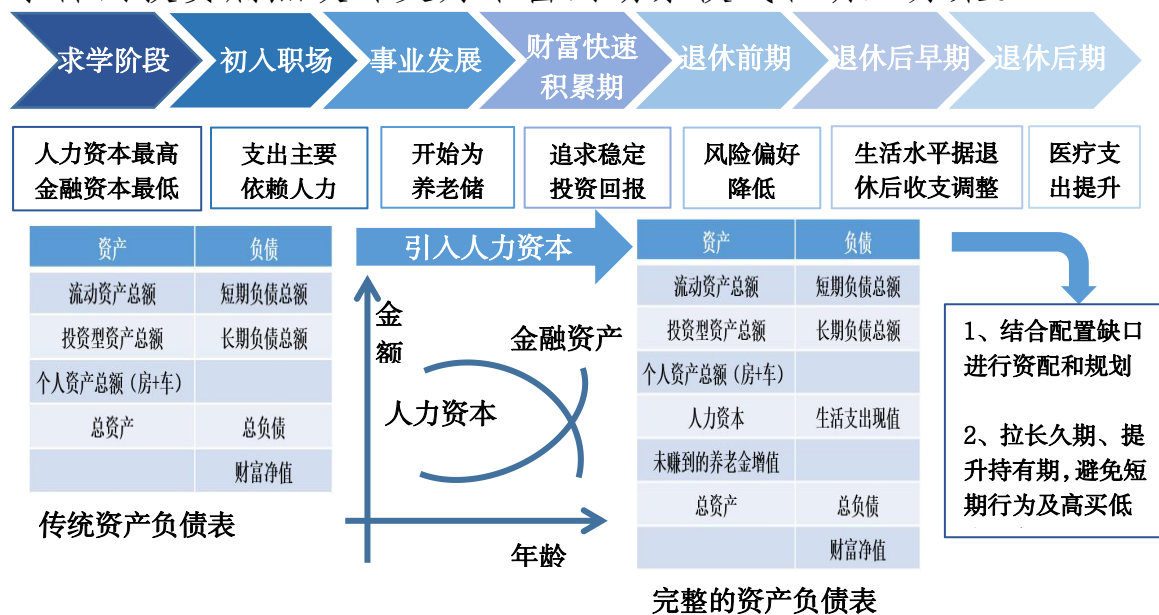 求学阶段
初入职场
事业发展
财富快速
积累期
退休前期
退休后早期
退休后期
人力资本最高
金融资本最低
支出主要
依赖人力
开始为
养老储
追求稳定
投资回报
风险偏好
降低
生活水平据退
休后收支调整
医疗支
出提升
资产 负债
流动资产总额 短期负债总额
投资型资产总额 长期负债总额
个人资产总额（房+车）
总资产 总负债
财富净值
传统资产负债表
引入人力资本
金
额
金融资产
人力资本
年龄
资产 负债
流动资产总额 短期负债总额
投资型资产总额 长期负债总额
个人资产总额（房+车）
人力资本 生活支出现值
未赚到的养老金增值
总资产 总负债
财富净值
完整的资产负债表
1、结合配置缺口
进行资配和规划
2、拉长久期、提
升持有期，避免短
期行为及高买低